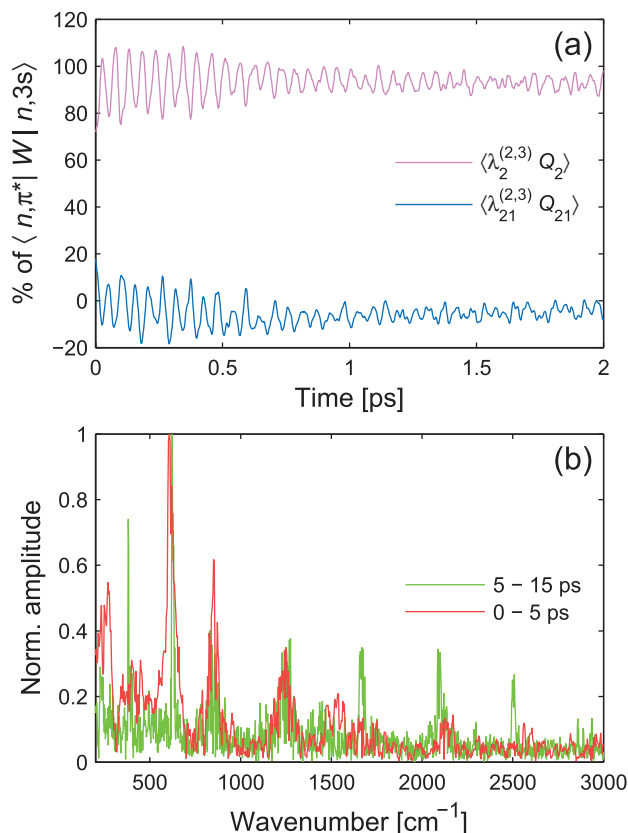 (a)
% of ⟨ n,π* | W | n,3s⟩
120
100
80
60
40
20
0
−20
⟨λ₂^(2,3) Q₂⟩
⟨λ₂₁^(2,3) Q₂₁⟩
0
0.5
1
1.5
2
Time [ps]
(b)
Norm. amplitude
1
0.8
0.6
0.4
0.2
0
5 − 15 ps
0 − 5 ps
500
1000
1500
2000
2500
3000
Wavenumber [cm⁻¹]